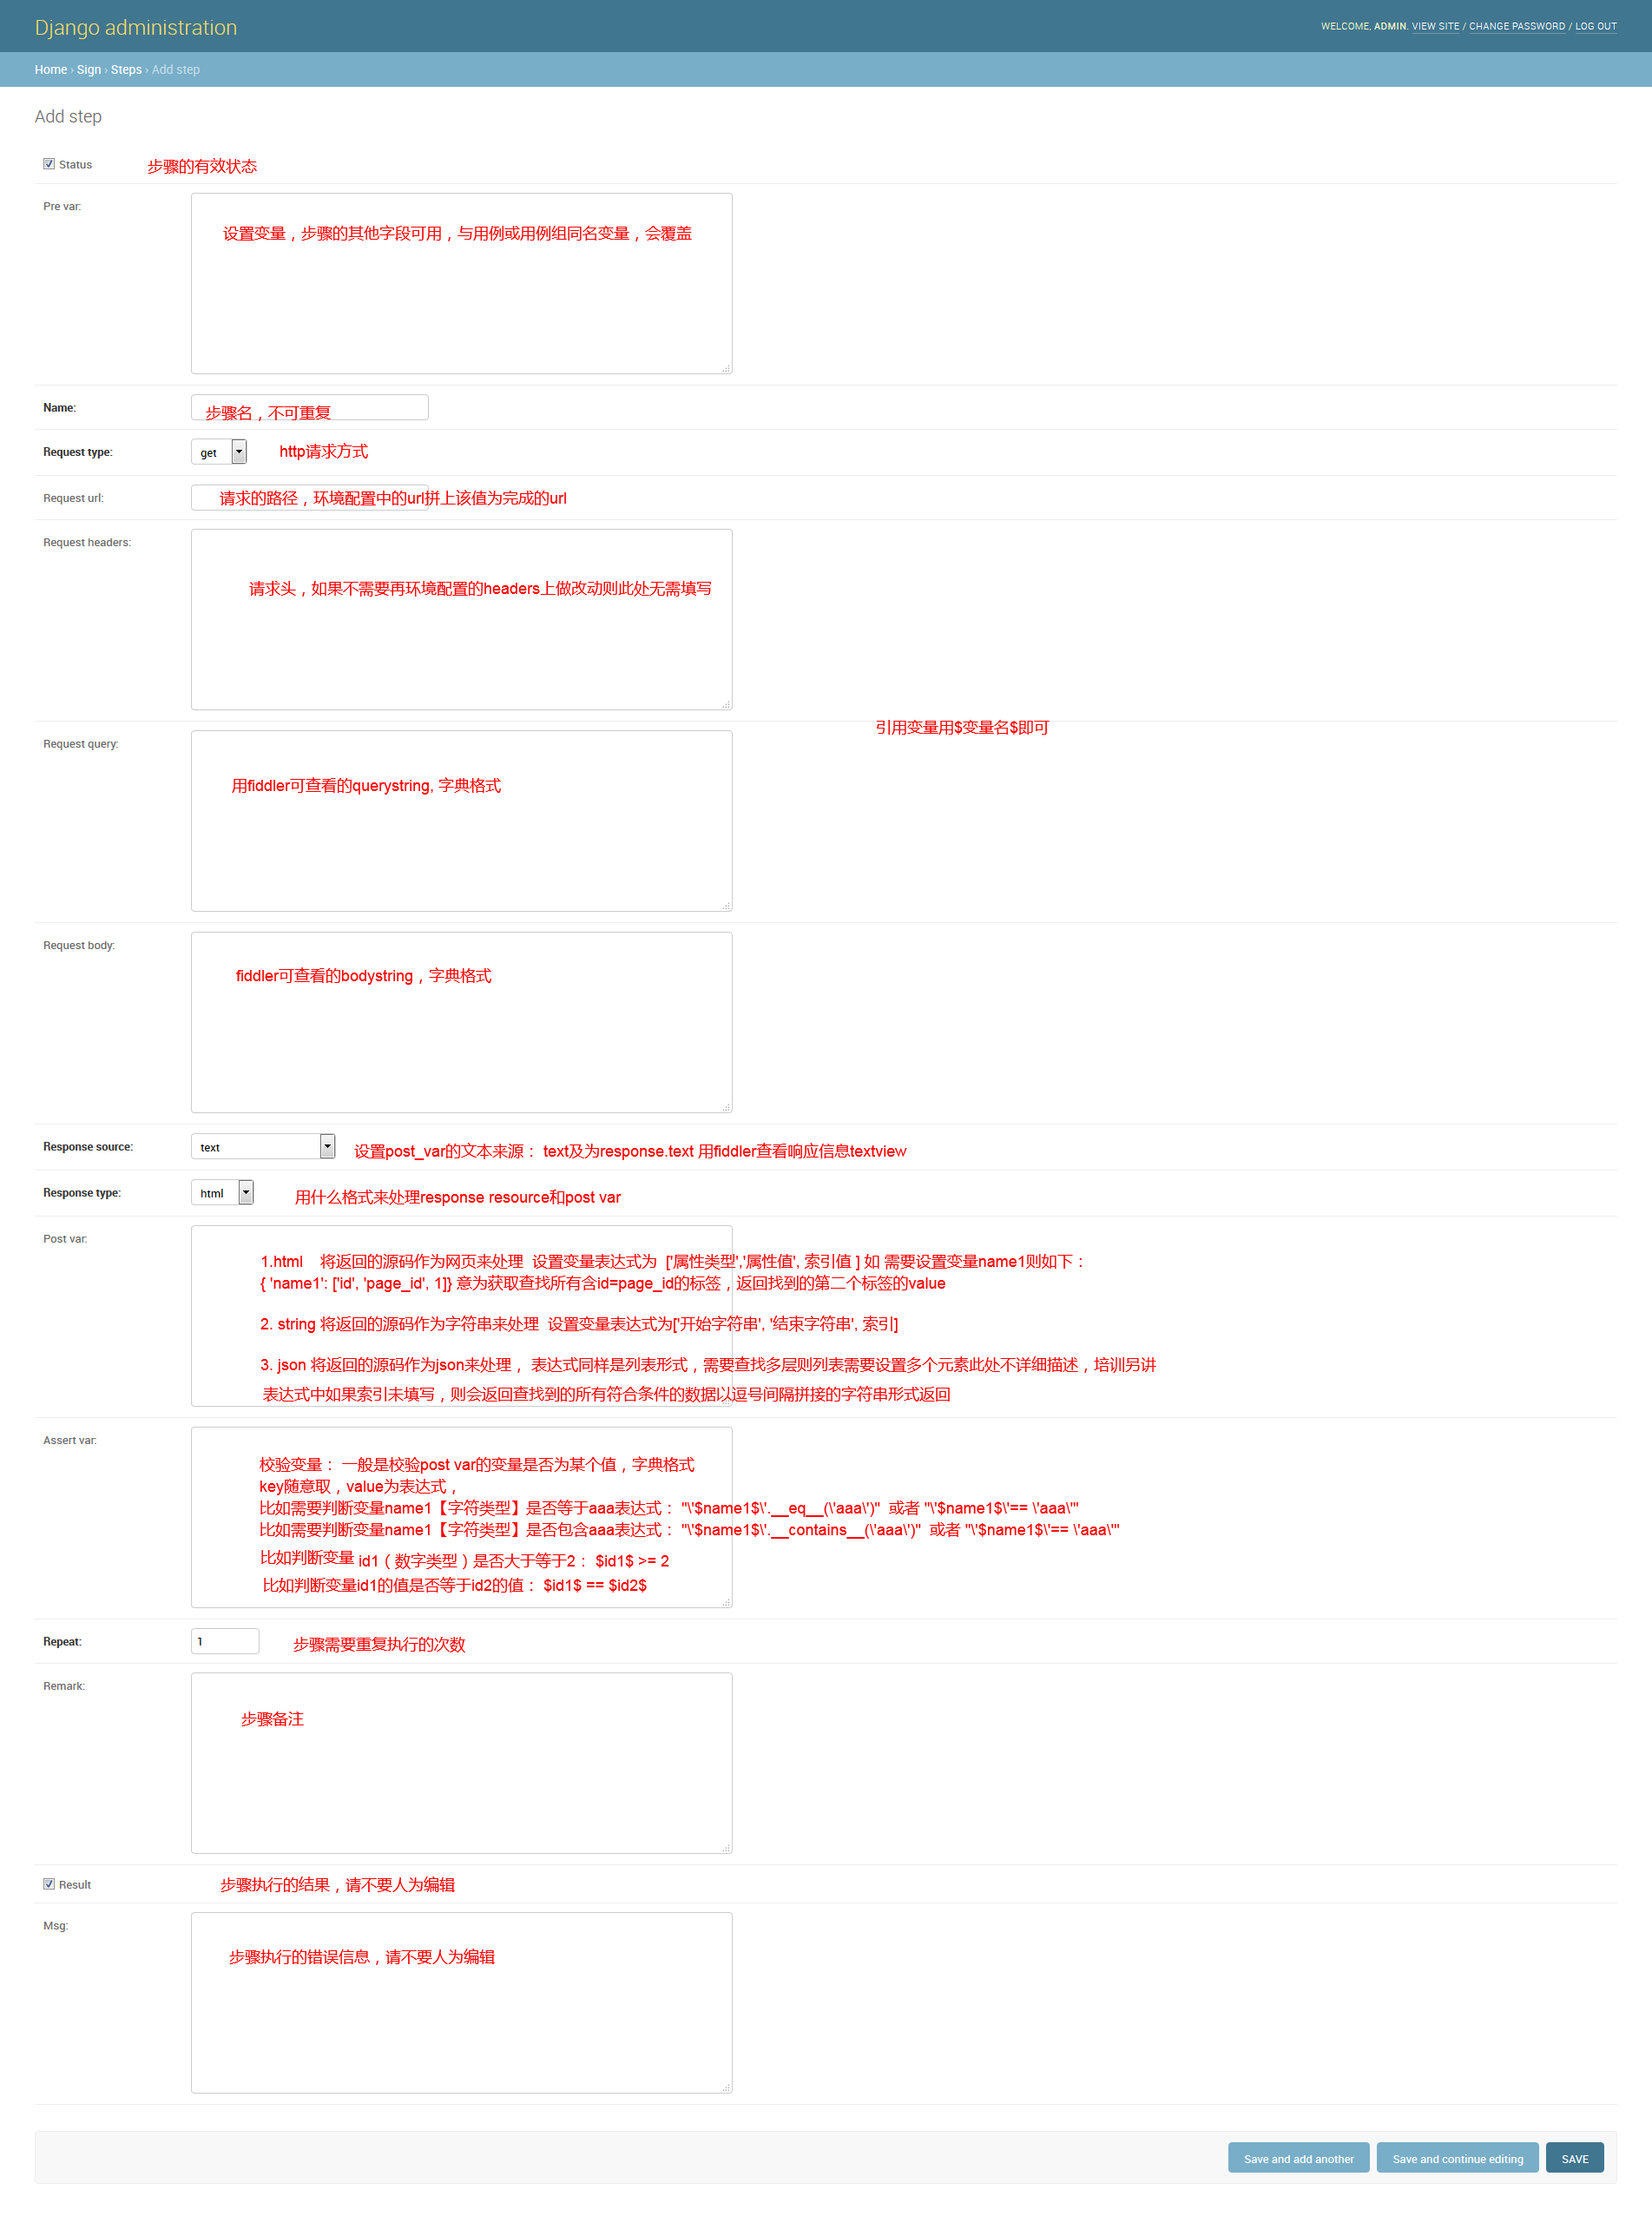 Django administration
WELCOME, ADMIN. VIEW SITE / CHANGE PASSWORD / LOG OUT
Home › Sign › Steps › Add step
Add step
Status
步骤的有效状态
Pre var:
设置变量，步骤的其他字段可用，与用例或用例组同名变量，会覆盖
Name:
步骤名，不可重复
Request type:
get
http请求方式
Request url:
请求的路径，环境配置中的url拼上该值为完成的url
Request headers:
请求头，如果不需要再环境配置的headers上做改动则此处无需填写
引用变量用$变量名$即可
Request query:
用fiddler可查看的querystring, 字典格式
Request body:
fiddler可查看的bodystring，字典格式
Response source:
text
设置post_var的文本来源： text及为response.text 用fiddler查看响应信息textview
Response type:
html
用什么格式来处理response resource和post var
Post var:
1.html 将返回的源码作为网页来处理 设置变量表达式为 ['属性类型','属性值', 索引值 ] 如 需要设置变量name1则如下：
{ 'name1': ['id', 'page_id', 1]} 意为获取查找所有含id=page_id的标签，返回找到的第二个标签的value
2. string 将返回的源码作为字符串来处理 设置变量表达式为['开始字符串', '结束字符串', 索引]
3. json 将返回的源码作为json来处理， 表达式同样是列表形式，需要查找多层则列表需要设置多个元素此处不详细描述，培训另讲
表达式中如果索引未填写，则会返回查找到的所有符合条件的数据以逗号间隔拼接的字符串形式返回
Assert var:
校验变量： 一般是校验post var的变量是否为某个值，字典格式
key随意取，value为表达式，
比如需要判断变量name1【字符类型】是否等于aaa表达式： "\'$name1$\'.__eq__(\'aaa\')" 或者 "\'$name1$\'== \'aaa\'"
比如需要判断变量name1【字符类型】是否包含aaa表达式： "\'$name1$\'.__contains__(\'aaa\')" 或者 "\'$name1$\'== \'aaa\'"
比如判断变量 id1（数字类型）是否大于等于2： $id1$ >= 2
比如判断变量id1的值是否等于id2的值： $id1$ == $id2$
Repeat:
1
步骤需要重复执行的次数
Remark:
步骤备注
Result
步骤执行的结果，请不要人为编辑
Msg:
步骤执行的错误信息，请不要人为编辑
Save and add another
Save and continue editing
SAVE